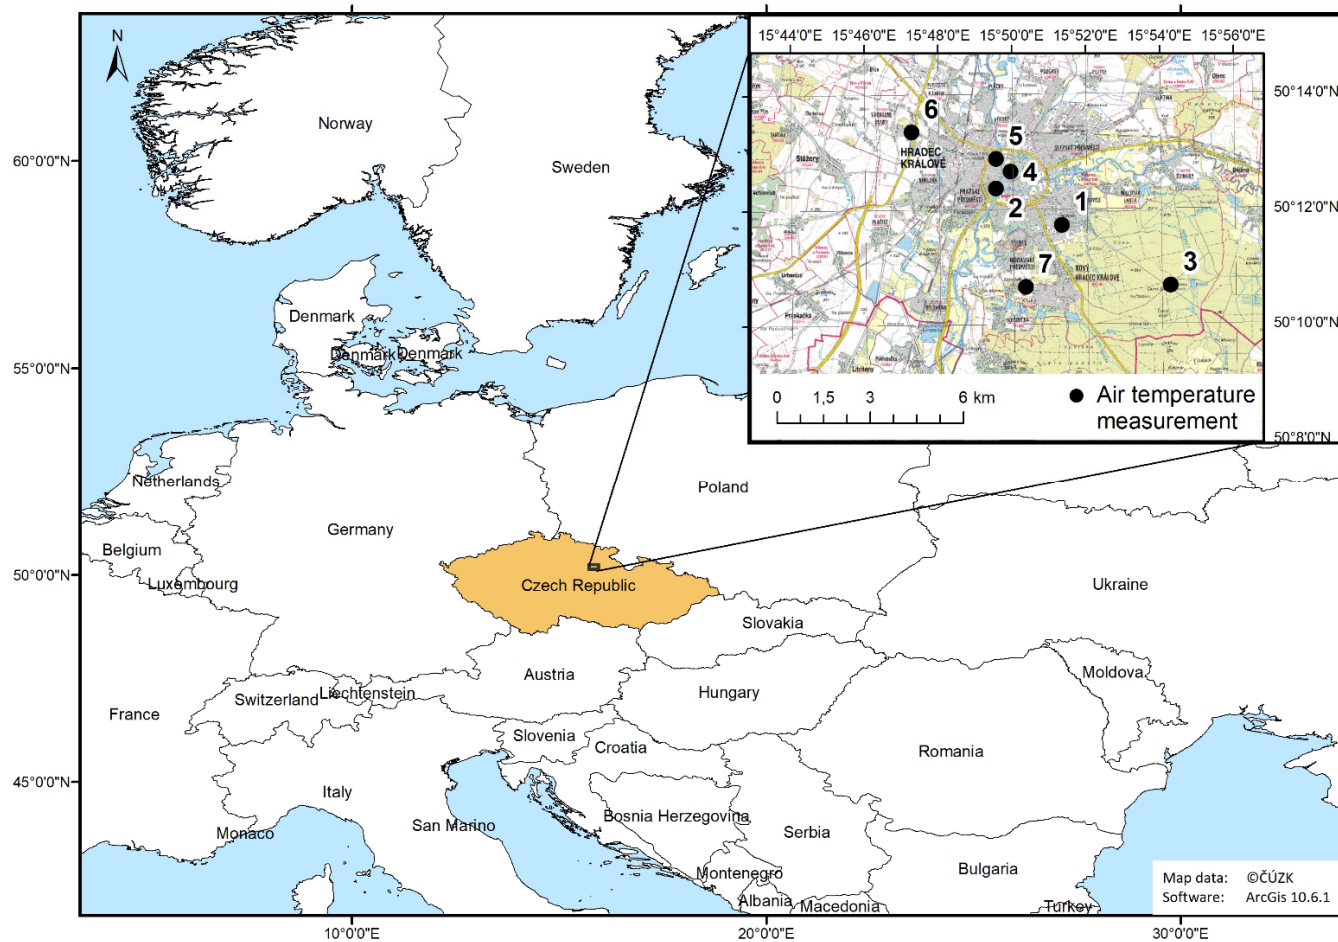 N
15°44'0"E 15°46'0"E 15°48'0"E 15°50'0"E 15°52'0"E 15°54'0"E 15°56'0"E
50°14'0"N
50°12'0"N
50°10'0"N
50°8'0"N
6
5
4
2
1
7
3
HRADEC
KRÁLOVÉ
Stěžery
0 1,5 3 6 km
Air temperature
measurement
60°0'0"N
55°0'0"N
50°0'0"N
45°0'0"N
Norway
Sweden
Denmark
Denmark
Denmark
Netherlands
Poland
Germany
Belgium
Luxembourg
Czech Republic
Ukraine
Slovakia
Austria
Moldova
Switzerland
Liechtenstein
Hungary
France
Slovenia
Croatia
Romania
Italy
Bosnia Herzegovina
Monaco
San Marino
Serbia
Montenegro
Bulgaria
Albania
Macedonia
Turkey
Map data: ©ČÚZK
Software: ArcGis 10.6.1
10°0'0"E 20°0'0"E 30°0'0"E